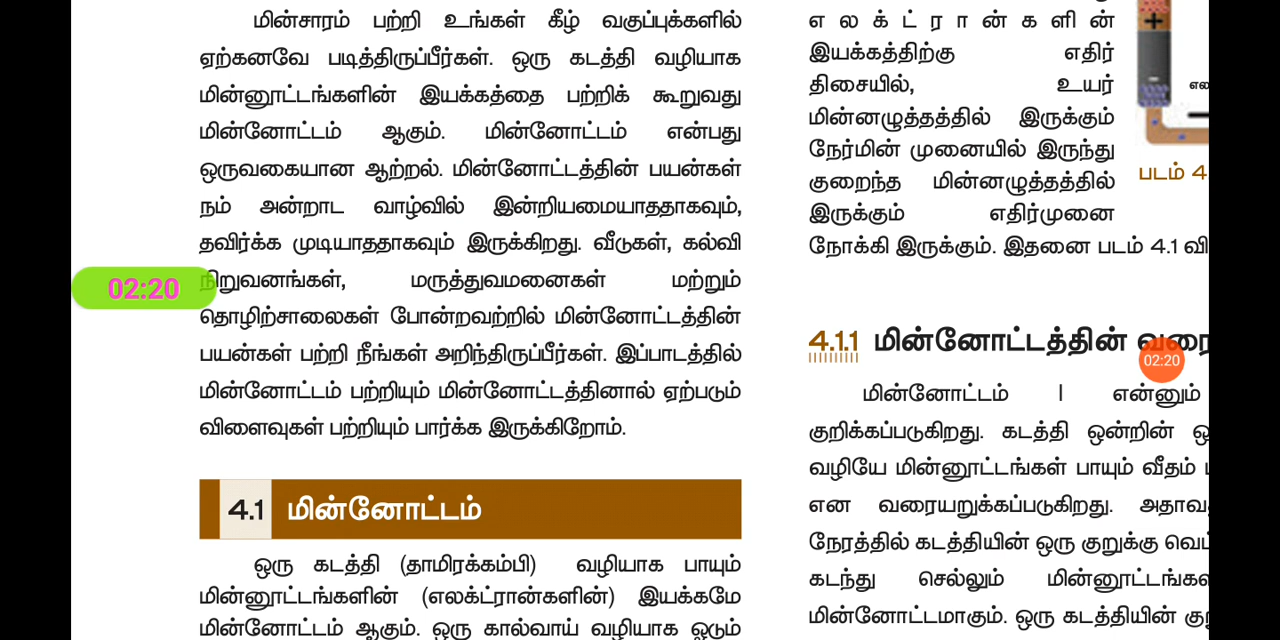 மின்சாரம் பற்றி உங்கள் கீழ் வகுப்புக்களில்
ஏற்கனவே படித்திருப்பீர்கள். ஒரு கடத்தி வழியாக
மின்னூட்டங்களின் இயக்கத்தை பற்றிக் கூறுவது
மின்னோட்டம் ஆகும். மின்னோட்டம் என்பது
ஒருவகையான ஆற்றல். மின்னோட்டத்தின் பயன்கள்
நம் அன்றாட வாழ்வில் இன்றியமையாததாகவும்,
தவிர்க்க முடியாததாகவும் இருக்கிறது. வீடுகள், கல்வி
நிறுவனங்கள், மருத்துவமனைகள் மற்றும்
தொழிற்சாலைகள் போன்றவற்றில் மின்னோட்டத்தின்
பயன்கள் பற்றி நீங்கள் அறிந்திருப்பீர்கள். இப்பாடத்தில்
மின்னோட்டம் பற்றியும் மின்னோட்டத்தினால் ஏற்படும்
விளைவுகள் பற்றியும் பார்க்க இருக்கிறோம்.
02:20
4.1 மின்னோட்டம்
ஒரு கடத்தி (தாமிரக்கம்பி) வழியாக பாயும்
மின்னூட்டங்களின் (எலக்ட்ரான்களின்) இயக்கமே
மின்னோட்டம் ஆகும். ஒரு கால்வாய் வழியாக ஓடும்
எலக்ட்ரான்களின்
இயக்கத்திற்கு எதிர்
திசையில், உயர்
மின்னழுத்தத்தில் இருக்கும்
நேர்மின் முனையில் இருந்து
குறைந்த மின்னழுத்தத்தில்
இருக்கும் எதிர்முனை
நோக்கி இருக்கும். இதனை படம் 4.1 வி
எல
படம் 4
4.1.1 மின்னோட்டத்தின் வரை
02:20
மின்னோட்டம் I என்னும்
குறிக்கப்படுகிறது. கடத்தி ஒன்றின் ஒ
வழியே மின்னூட்டங்கள் பாயும் வீதம்
என வரையறுக்கப்படுகிறது. அதாவ
நேரத்தில் கடத்தியின் ஒரு குறுக்கு வெட்
கடந்து செல்லும் மின்னூட்டங்க
மின்னோட்டமாகும். ஒரு கடத்தியின் குறு